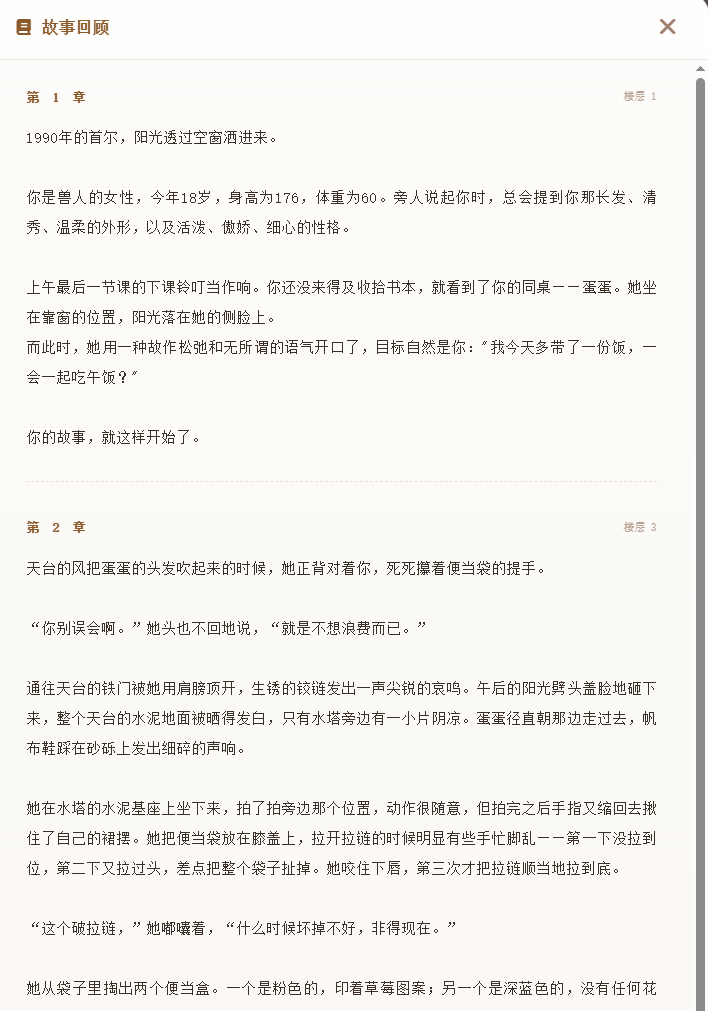 故事回顾
第 1 章
楼层 1
1990年的首尔，阳光透过空窗洒进来。
你是兽人的女性，今年18岁，身高为176，体重为60。旁人说起你时，总会提到你那长发、清
秀、温柔的外形，以及活泼、傲娇、细心的性格。
上午最后一节课的下课铃叮当作响。你还没来得及收拾书本，就看到了你的同桌——蛋蛋。她坐
在靠窗的位置，阳光落在她的侧脸上。
而此时，她用一种故作松弛和无所谓的语气开口了，目标自然是你："我今天多带了一份饭，一
会一起吃午饭？"
你的故事，就这样开始了。
第 2 章
楼层 3
天台的风把蛋蛋的头发吹起来的时候，她正背对着你，死死攥着便当袋的提手。
“你别误会啊。”她头也不回地说，“就是不想浪费而已。”
通往天台的铁门被她用肩膀顶开，生锈的铰链发出一声尖锐的哀鸣。午后的阳光劈头盖脸地砸下
来，整个天台的水泥地面被晒得发白，只有水塔旁边有一小片阴凉。蛋蛋径直朝那边走过去，帆
布鞋踩在砂砾上发出细碎的声响。
她在水塔的水泥基座上坐下来，拍了拍旁边那个位置，动作很随意，但拍完之后手指又缩回去揪
住了自己的裙摆。她把便当袋放在膝盖上，拉开拉链的时候明显有些手忙脚乱——第一下没拉到
位，第二下又拉过头，差点把整个袋子扯掉。她咬住下唇，第三次才把拉链顺当地拉到底。
“这个破拉链，”她嘟囔着，“什么时候坏掉不好，非得现在。”
她从袋子里掏出两个便当盒。一个是粉色的，印着草莓图案；另一个是深蓝色的，没有任何花